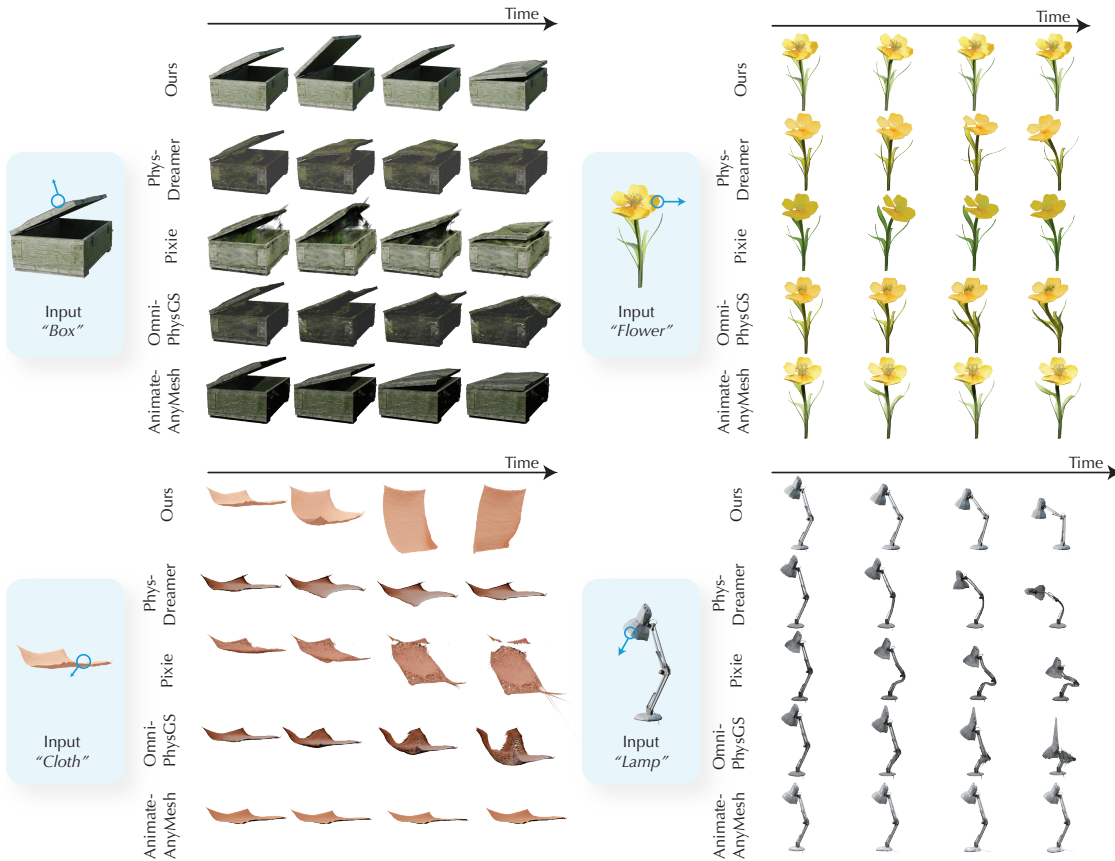 Time
Ours
Phys-
Dreamer
Pixie
Omni-
PhysGS
Animate-
AnyMesh
Input
“Box”
Time
Ours
Phys-
Dreamer
Pixie
Omni-
PhysGS
Animate-
AnyMesh
Input
“Flower”
Time
Ours
Phys-
Dreamer
Pixie
Omni-
PhysGS
Animate-
AnyMesh
Input
“Cloth”
Time
Ours
Phys-
Dreamer
Pixie
Omni-
PhysGS
Animate-
AnyMesh
Input
“Lamp”